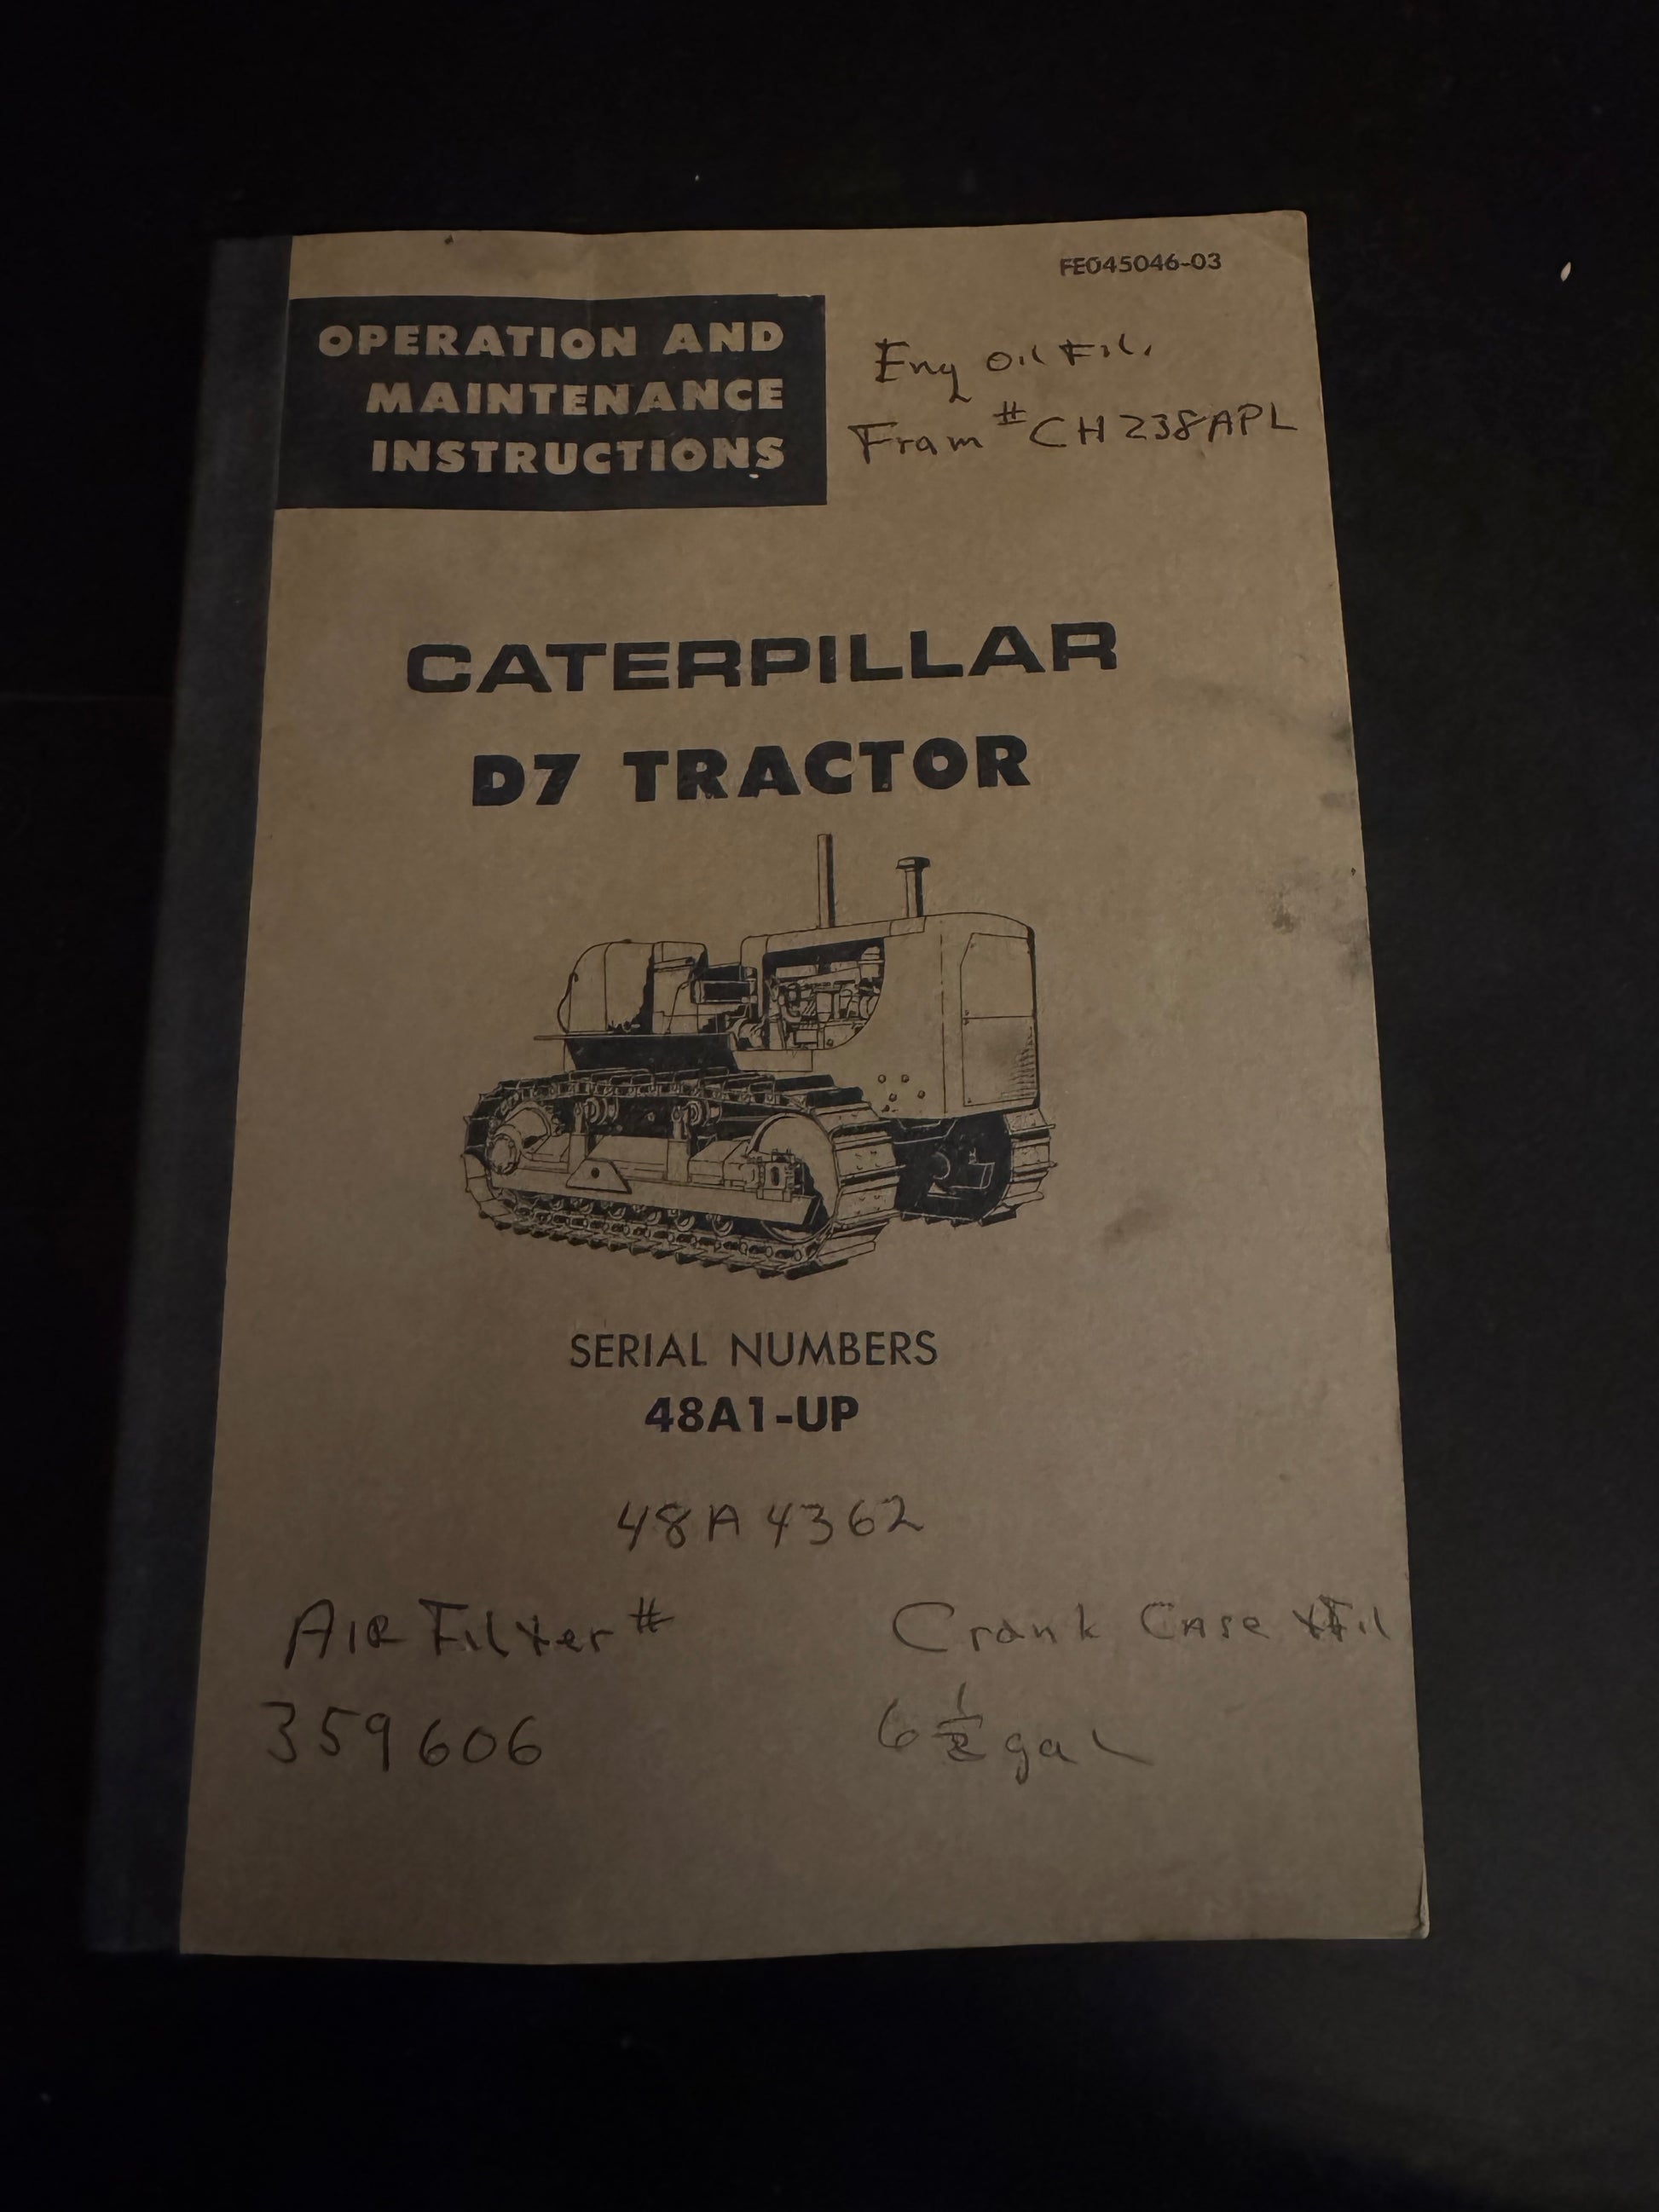 FE045046-03
OPERATION AND
MAINTENANCE
INSTRUCTIONS
Eng Oil Fil.
Fram # CH238APL
CATERPILLAR
D7 TRACTOR
SERIAL NUMBERS
48A1-UP
48A4362
Air Filter #
359606
Crank Case Fil
6 1/2 gal